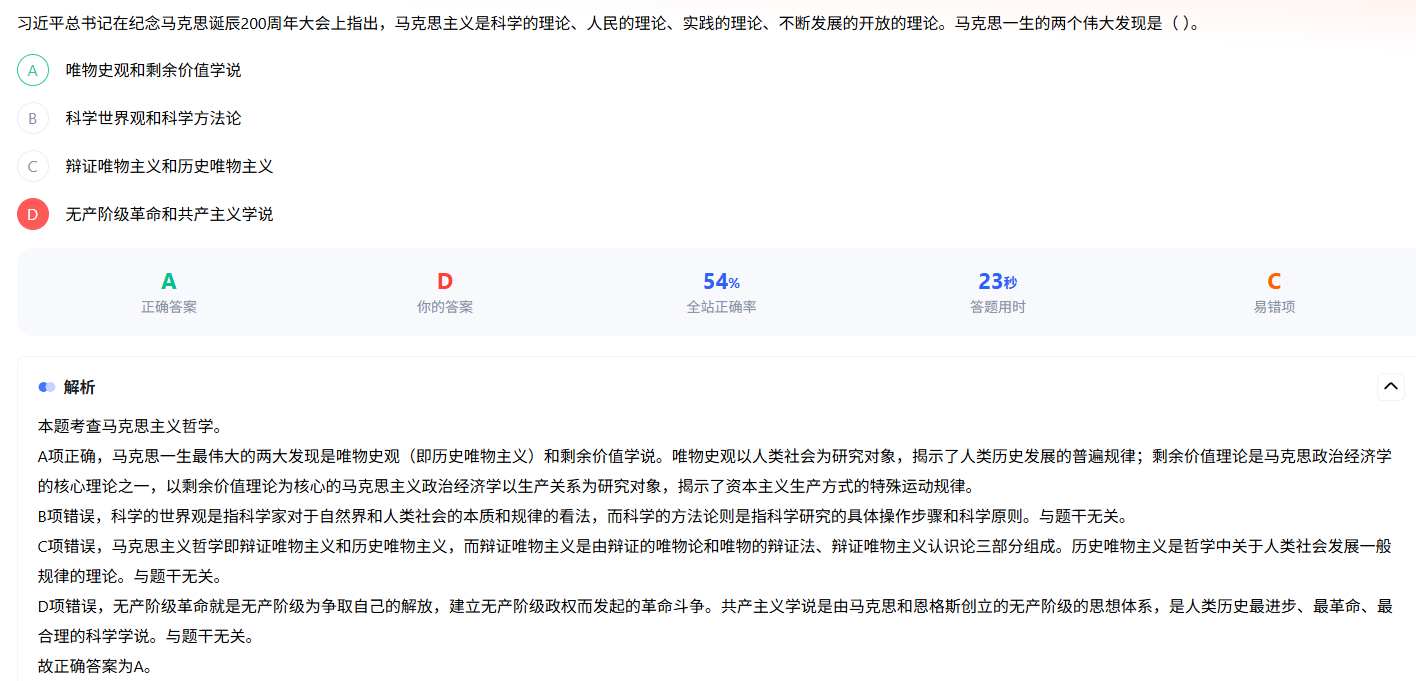 习近平总书记在纪念马克思诞辰200周年大会上指出，马克思主义是科学的理论、人民的理论、实践的理论、不断发展的开放的理论。马克思一生的两个伟大发现是（ ）。
A 唯物史观和剩余价值学说
B 科学世界观和科学方法论
C 辩证唯物主义和历史唯物主义
D 无产阶级革命和共产主义学说
A D 54% 23秒 C
正确答案 你的答案 全站正确率 答题用时 易错项
解析
本题考查马克思主义哲学。
A项正确，马克思一生最伟大的两大发现是唯物史观（即历史唯物主义）和剩余价值学说。唯物史观以人类社会为研究对象，揭示了人类历史发展的普遍规律；剩余价值理论是马克思政治经济学
的核心理论之一，以剩余价值理论为核心的马克思主义政治经济学以生产关系为研究对象，揭示了资本主义生产方式的特殊运动规律。
B项错误，科学的世界观是指科学家对于自然界和人类社会的本质和规律的看法，而科学的方法论则是指科学研究的具体操作步骤和科学原则。与题干无关。
C项错误，马克思主义哲学即辩证唯物主义和历史唯物主义，而辩证唯物主义是由辩证的唯物论和唯物的辩证法、辩证唯物主义认识论三部分组成。历史唯物主义是哲学中关于人类社会发展一般
规律的理论。与题干无关。
D项错误，无产阶级革命就是无产阶级为争取自己的解放，建立无产阶级政权而发起的革命斗争。共产主义学说是由马克思和恩格斯创立的无产阶级的思想体系，是人类历史最进步、最革命、最
合理的科学学说。与题干无关。
故正确答案为A。